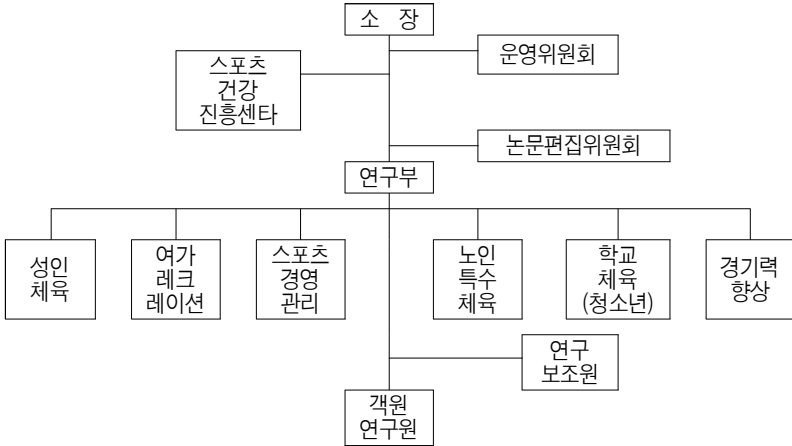 소 장
운영위원회
스포츠
건강
진흥센타
논문편집위원회
연구부
성인
체육
여가
레크
레이션
스포츠
경영
관리
노인
특수
체육
학교
체육
(청소년)
경기력
향상
연구
보조원
객원
연구원